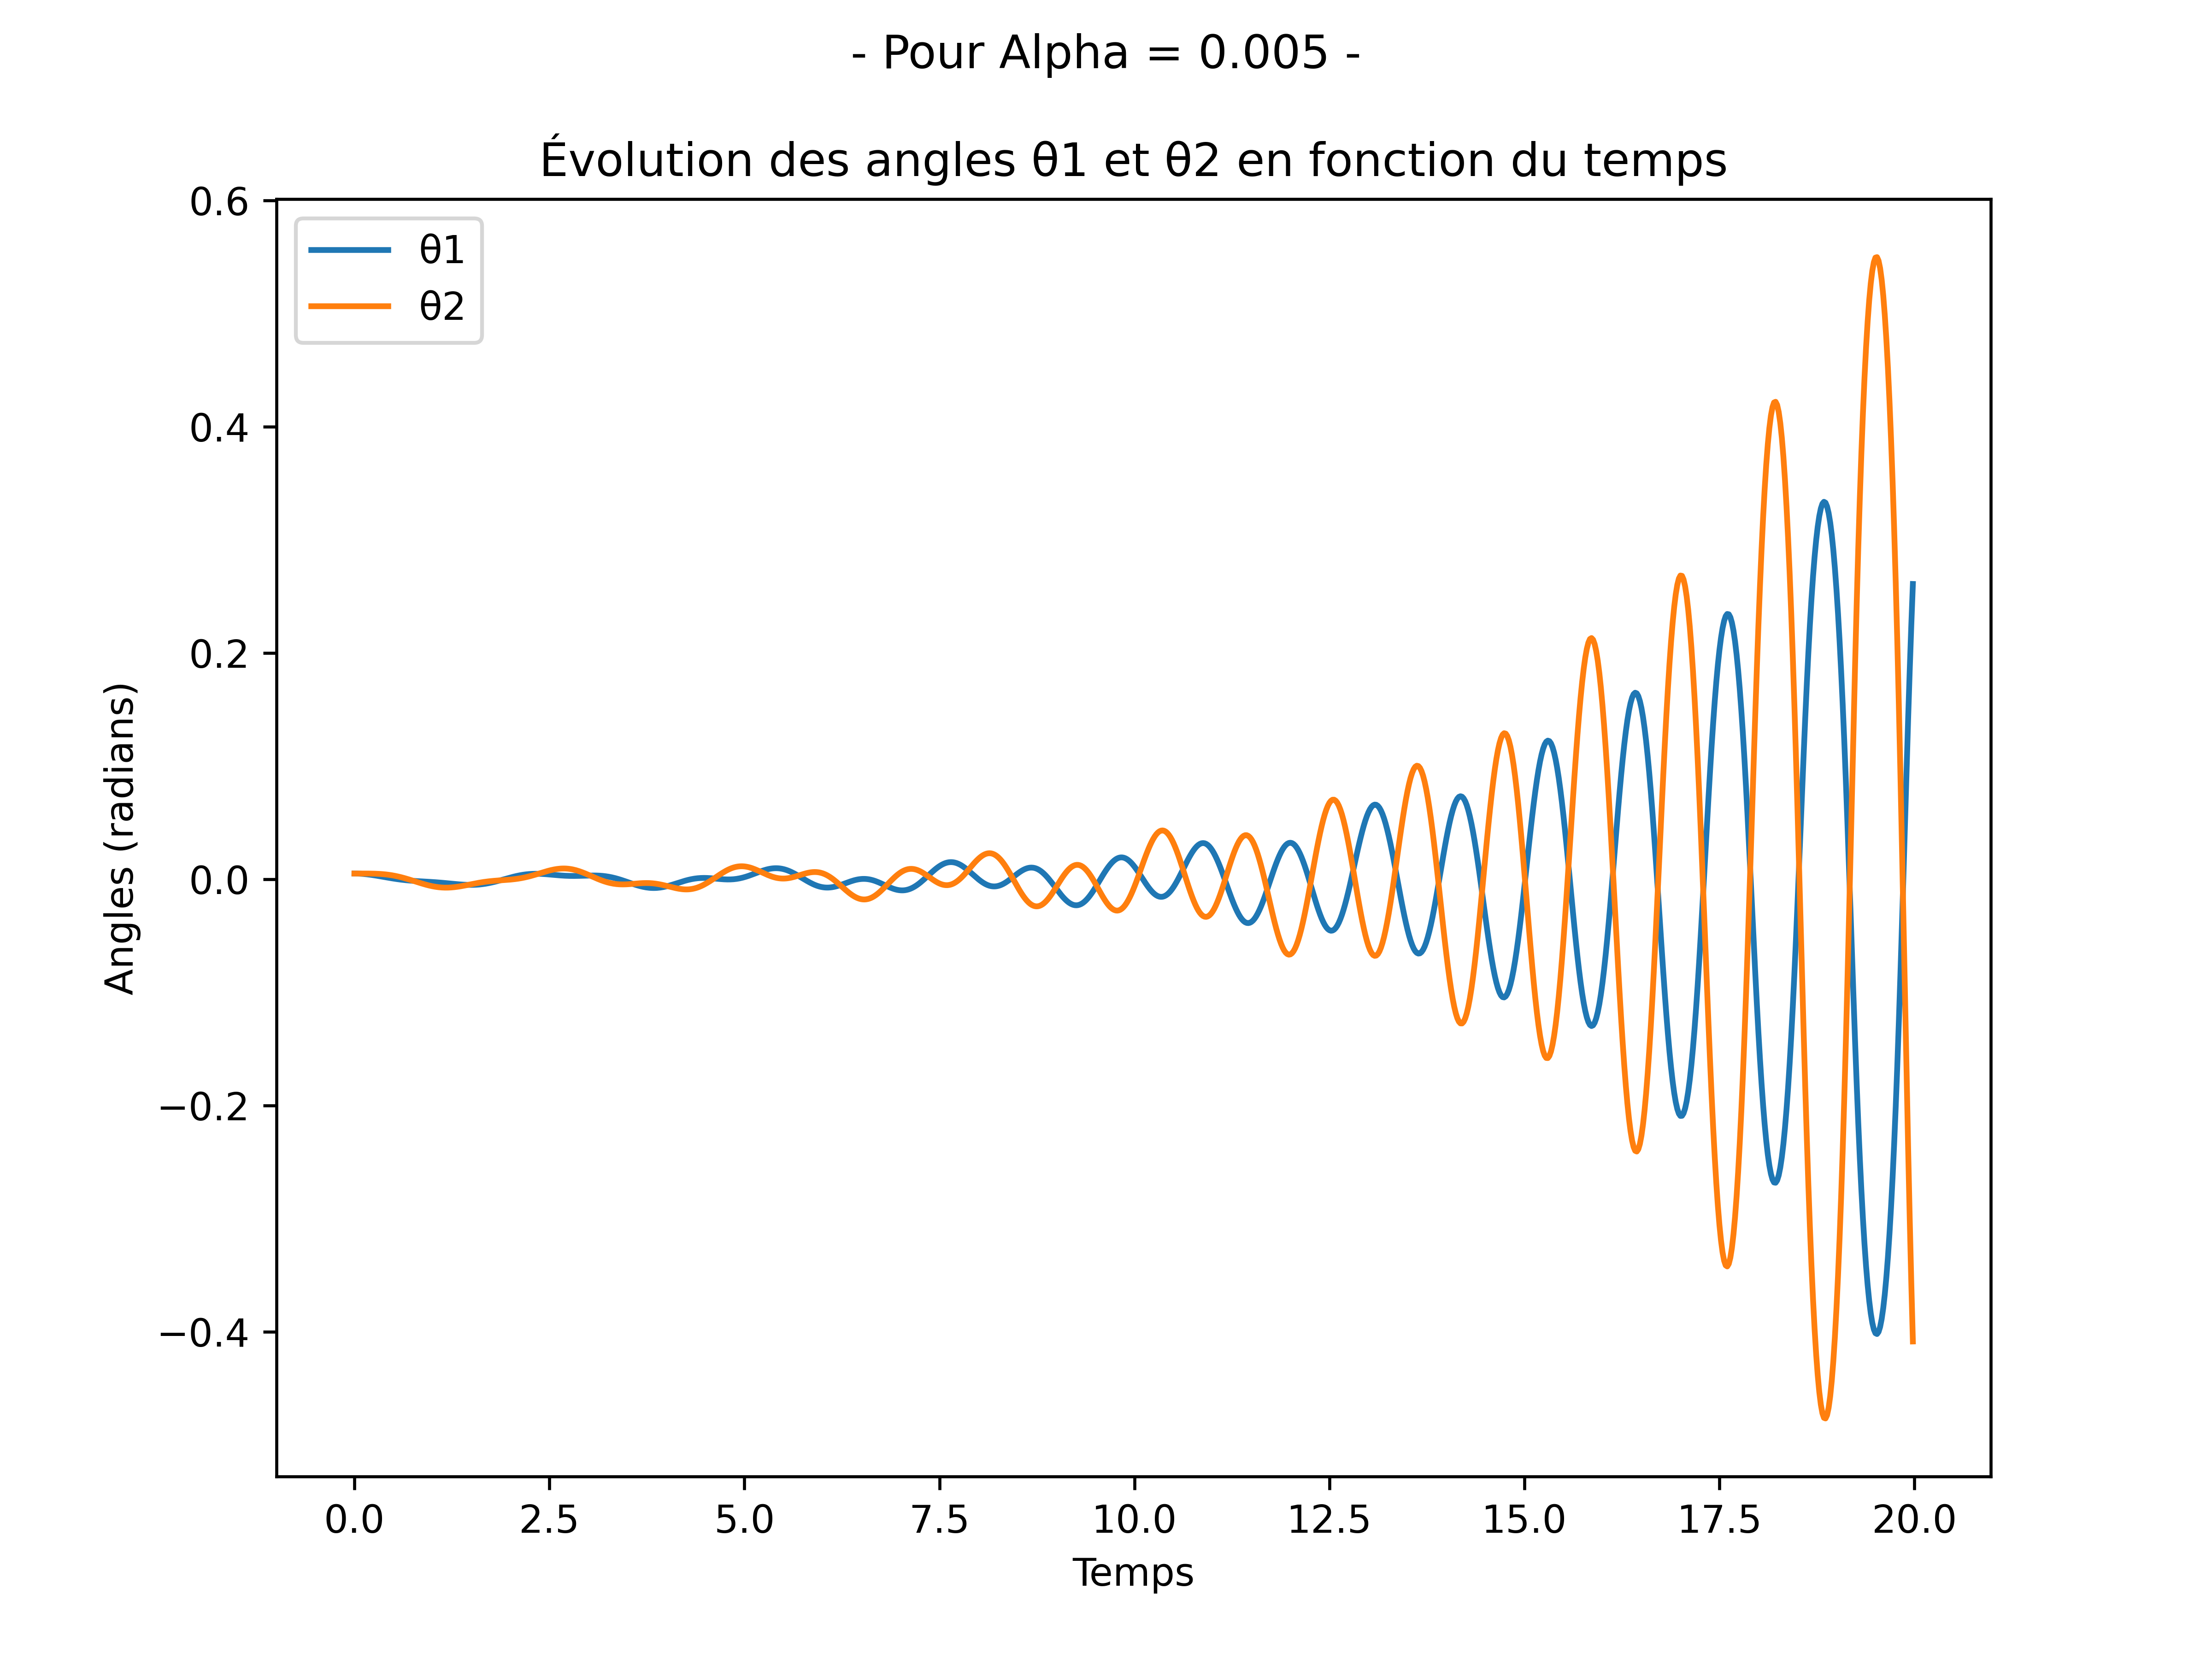 - Pour Alpha = 0.005 -
Évolution des angles θ1 et θ2 en fonction du temps
θ1
θ2
Angles (radians)
0.6
0.4
0.2
0.0
−0.2
−0.4
0.0 2.5 5.0 7.5 10.0 12.5 15.0 17.5 20.0
Temps